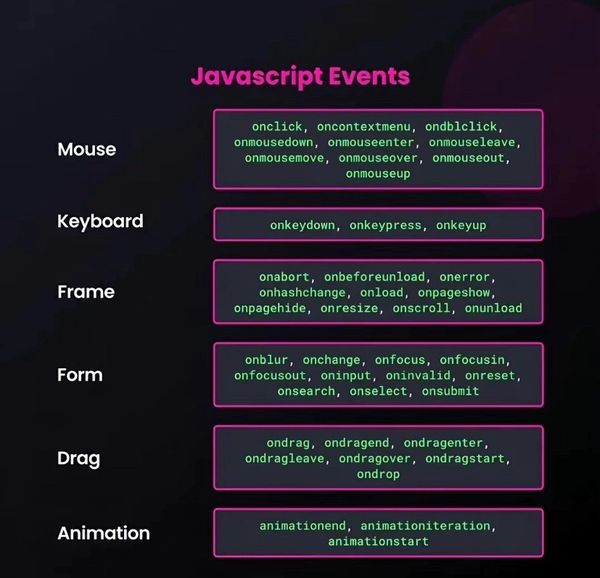 Javascript Events
Mouse
onclick, oncontextmenu, ondblclick,
onmousedown, onmouseenter, onmouseleave,
onmousemove, onmouseover, onmouseout,
onmouseup
Keyboard
onkeydown, onkeypress, onkeyup
Frame
onabort, onbeforeunload, onerror,
onhashchange, onload, onpageshow,
onpagehide, onresize, onscroll, onunload
Form
onblur, onchange, onfocus, onfocusin,
onfocusout, oninput, oninvalid, onreset,
onsearch, onselect, onsubmit
Drag
ondrag, ondragend, ondragenter,
ondragleave, ondragover, ondragstart,
ondrop
Animation
animationend, animationiteration,
animationstart